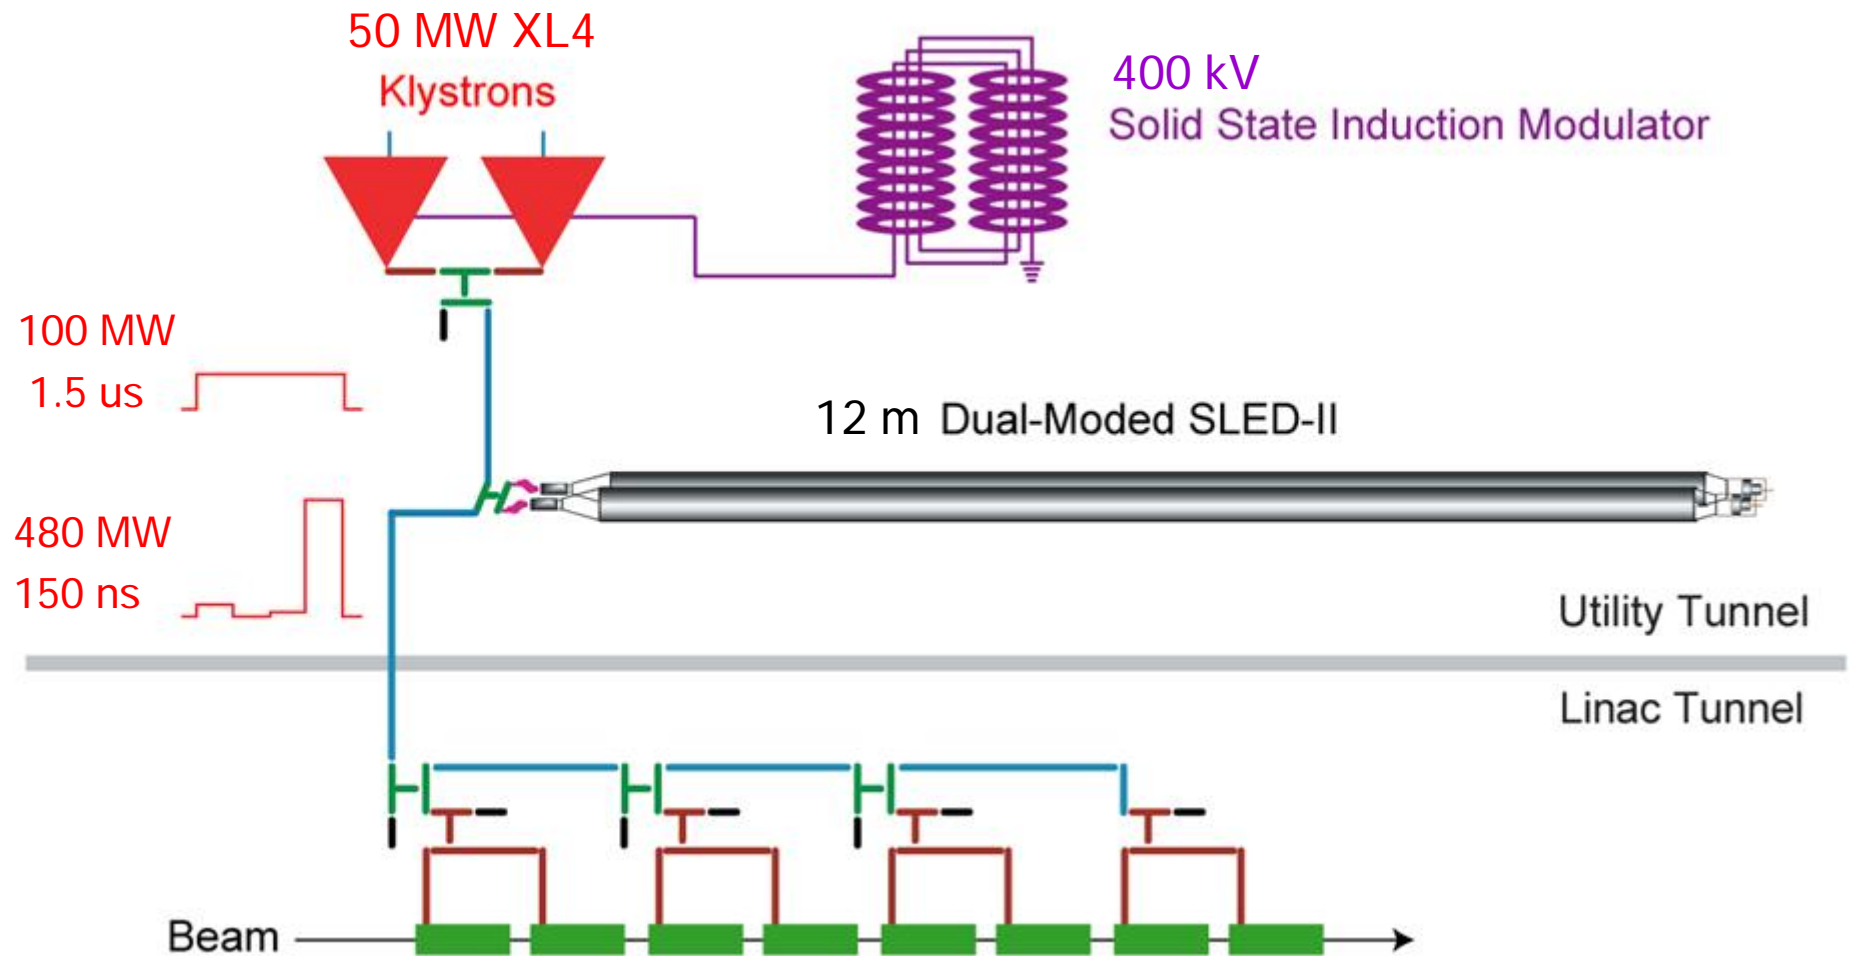 50 MW XL4
Klystrons
400 kV
Solid State Induction Modulator
100 MW
1.5 us
12 m Dual-Moded SLED-II
480 MW
150 ns
Utility Tunnel
Linac Tunnel
Beam